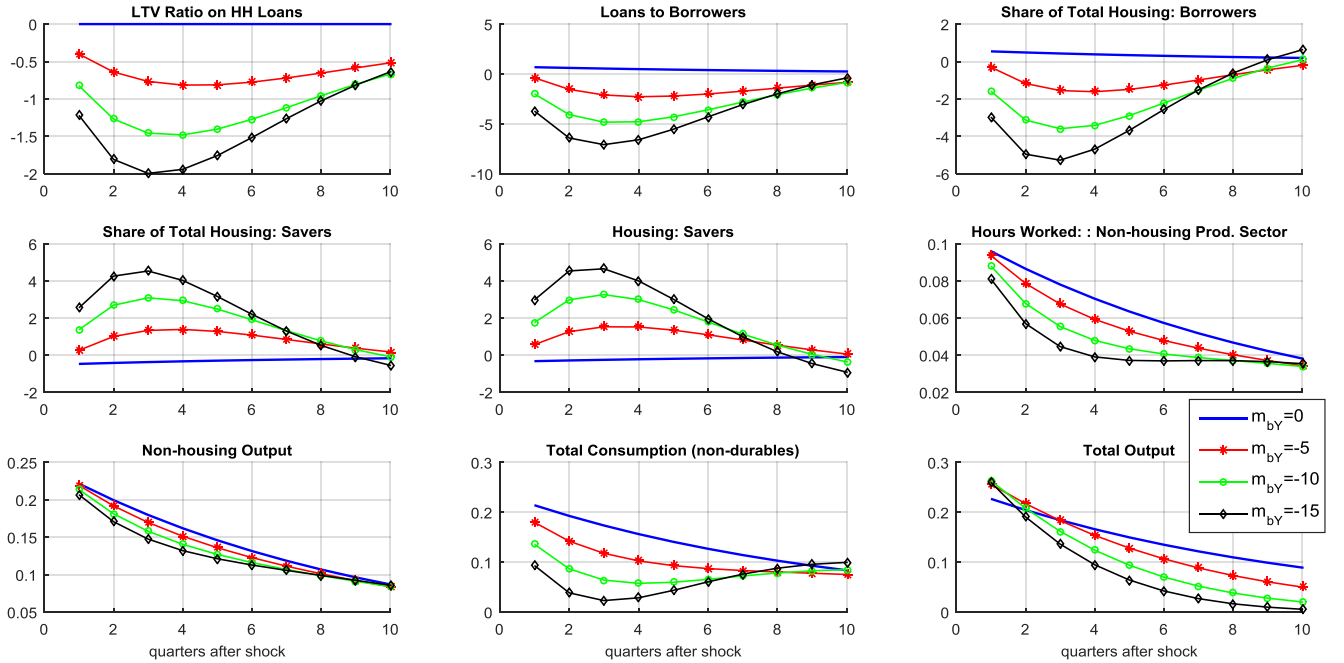 LTV Ratio on HH Loans
0
-0.5
-1
-1.5
-2
0 2 4 6 8 10
Loans to Borrowers
5
0
-5
-10
0 2 4 6 8 10
Share of Total Housing: Borrowers
2
0
-2
-4
-6
0 2 4 6 8 10
Share of Total Housing: Savers
6
4
2
0
-2
0 2 4 6 8 10
Housing: Savers
6
4
2
0
-2
0 2 4 6 8 10
Hours Worked: : Non-housing Prod. Sector
0.1
0.08
0.06
0.04
0.02
0 2 4 6 8 10
Non-housing Output
0.25
0.2
0.15
0.1
0.05
0 2 4 6 8 10
quarters after shock
Total Consumption (non-durables)
0.3
0.2
0.1
0
0 2 4 6 8 10
quarters after shock
Total Output
0.3
0.2
0.1
0
0 2 4 6 8 10
quarters after shock
m_bY=0
m_bY=-5
m_bY=-10
m_bY=-15